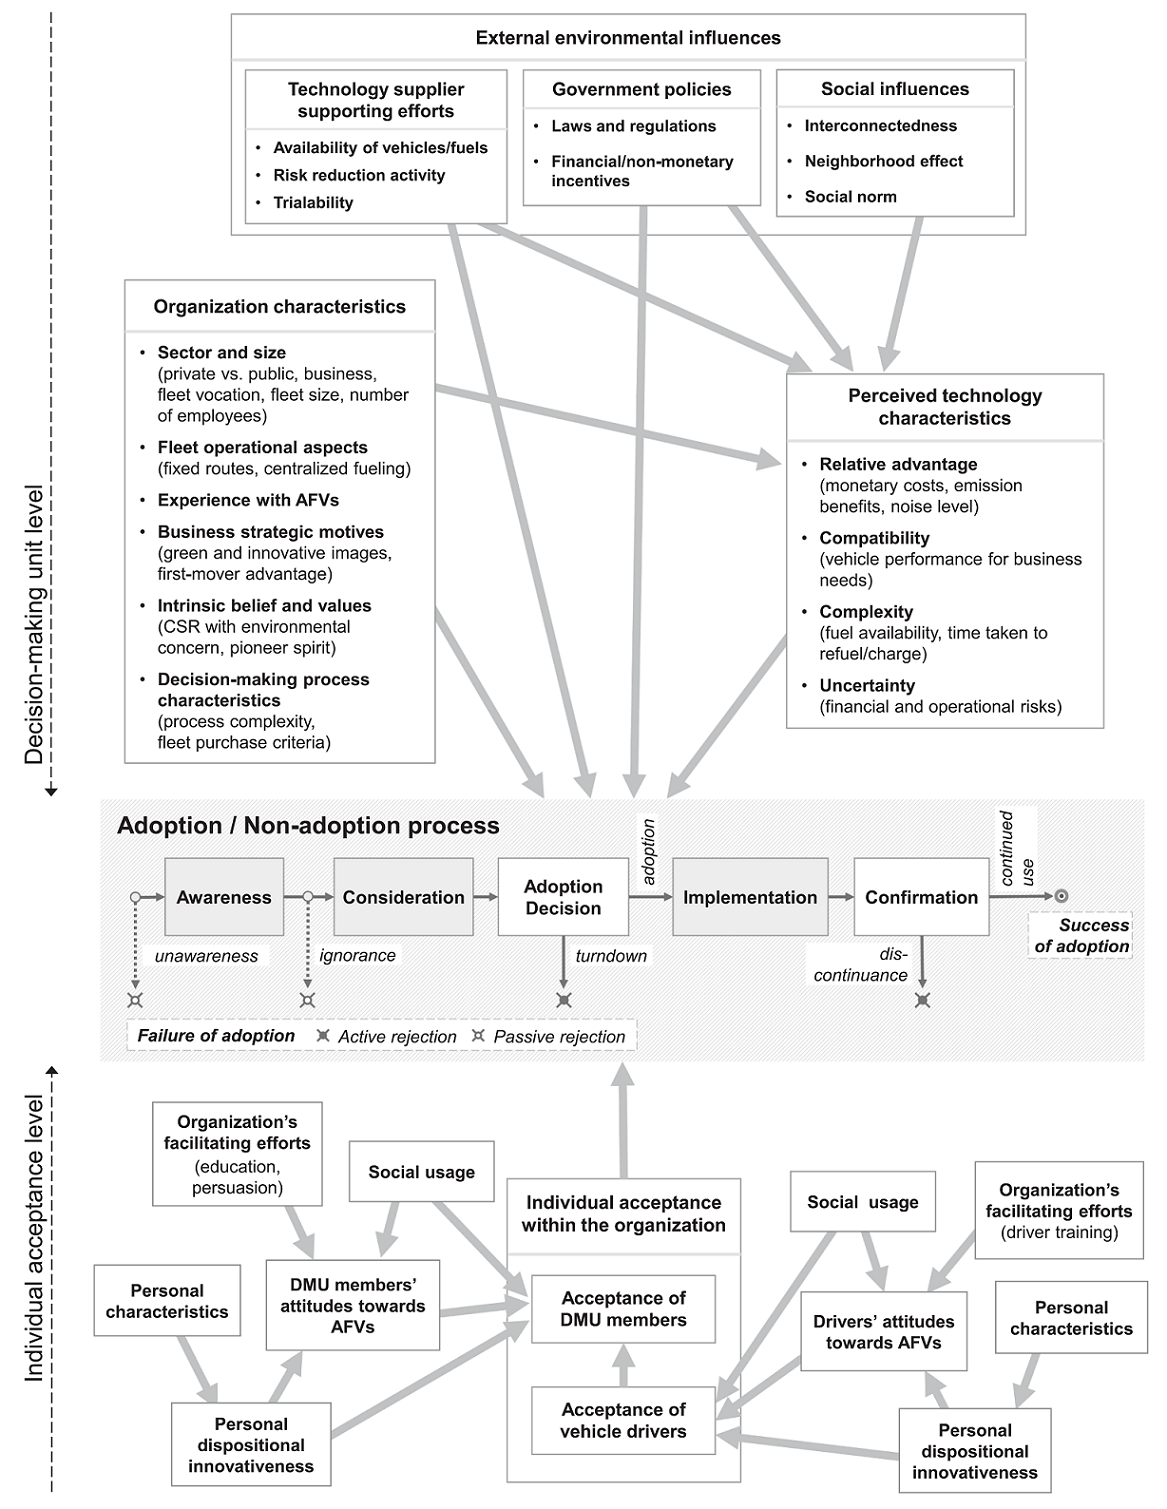 External environmental influences
Technology supplier
supporting efforts
• Availability of vehicles/fuels
• Risk reduction activity
• Trialability
Government policies
• Laws and regulations
• Financial/non-monetary
incentives
Social influences
• Interconnectedness
• Neighborhood effect
• Social norm
Decision-making unit level
Organization characteristics
• Sector and size
(private vs. public, business,
fleet vocation, fleet size, number
of employees)
• Fleet operational aspects
(fixed routes, centralized fueling)
• Experience with AFVs
• Business strategic motives
(green and innovative images,
first-mover advantage)
• Intrinsic belief and values
(CSR with environmental
concern, pioneer spirit)
• Decision-making process
characteristics
(process complexity,
fleet purchase criteria)
Perceived technology
characteristics
• Relative advantage
(monetary costs, emission
benefits, noise level)
• Compatibility
(vehicle performance for business
needs)
• Complexity
(fuel availability, time taken to
refuel/charge)
• Uncertainty
(financial and operational risks)
Adoption / Non-adoption process
Awareness
Consideration
Adoption
Decision
adoption
Implementation
Confirmation
continued
use
Success
of adoption
unawareness
ignorance
turndown
dis-
continuance
Failure of adoption
Active rejection
Passive rejection
Individual acceptance level
Organization's
facilitating efforts
(education,
persuasion)
Social usage
Personal
characteristics
DMU members'
attitudes towards
AFVs
Personal
dispositional
innovativeness
Individual acceptance
within the organization
Acceptance of
DMU members
Acceptance of
vehicle drivers
Social usage
Organization's
facilitating efforts
(driver training)
Drivers' attitudes
towards AFVs
Personal
characteristics
Personal
dispositional
innovativeness